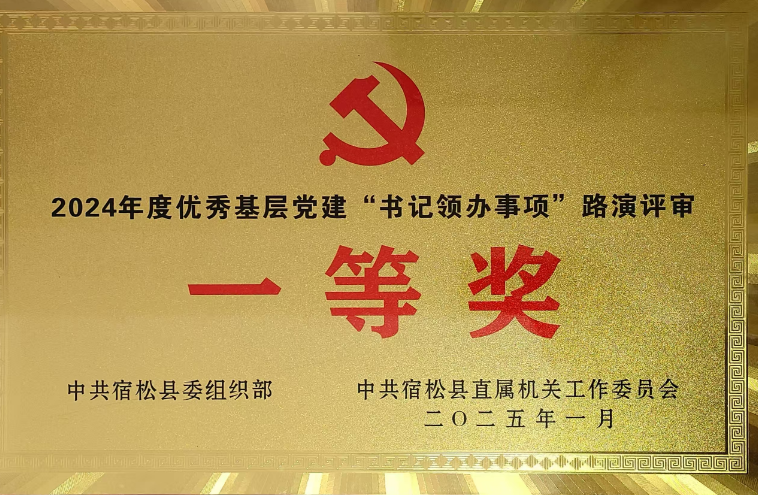 2024年度优秀基层党建“书记领办事项”路演评审
一等奖
中共宿松县委组织部
中共宿松县直属机关工作委员会
二〇二五年一月